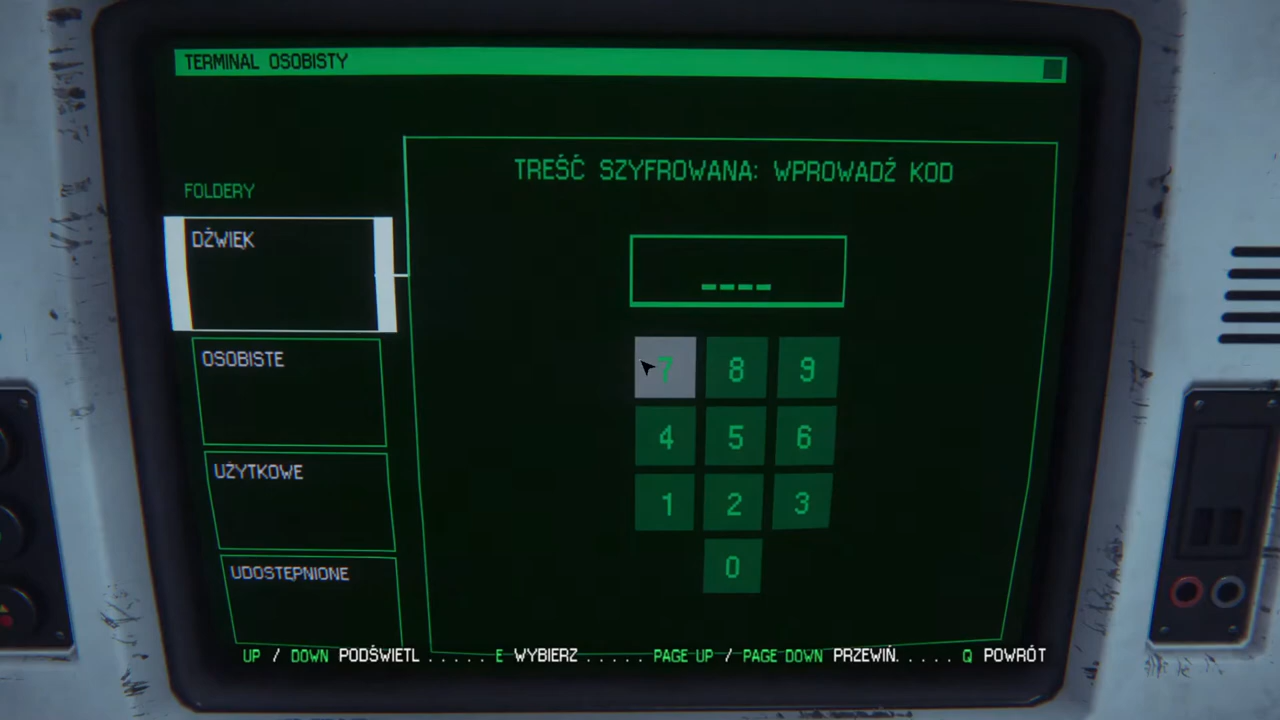 TERMINAL OSOBISTY
TREŚĆ SZYFROWANA: WPROWADŹ KOD
FOLDERY
DŹWIĘK
OSOBISTE
UŻYTKOWE
UDOSTĘPNIONE
7 8 9
4 5 6
1 2 3
0
UP / DOWN PODŚWIETL ..... E WYBIERZ ...... PAGE UP / PAGE DOWN PRZEWIŃ...... Q POWRÓT